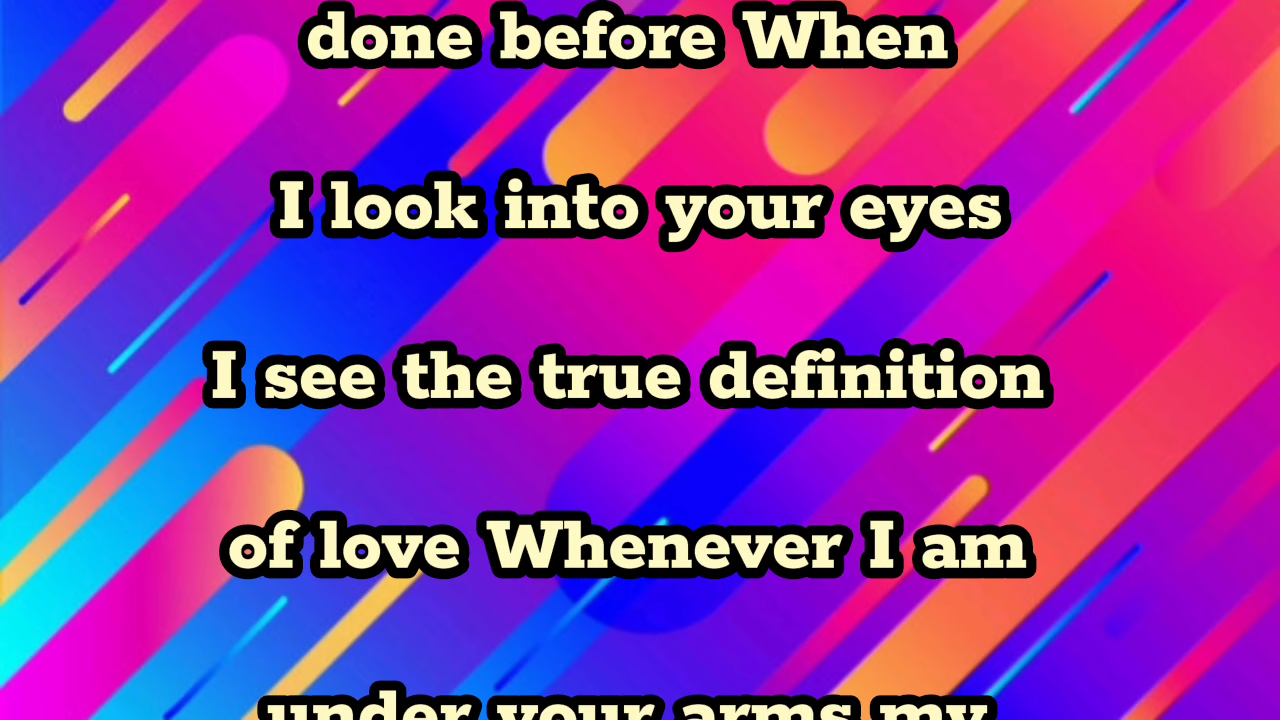 done before When
I look into your eyes
I see the true definition
of love Whenever I am
under your arms my